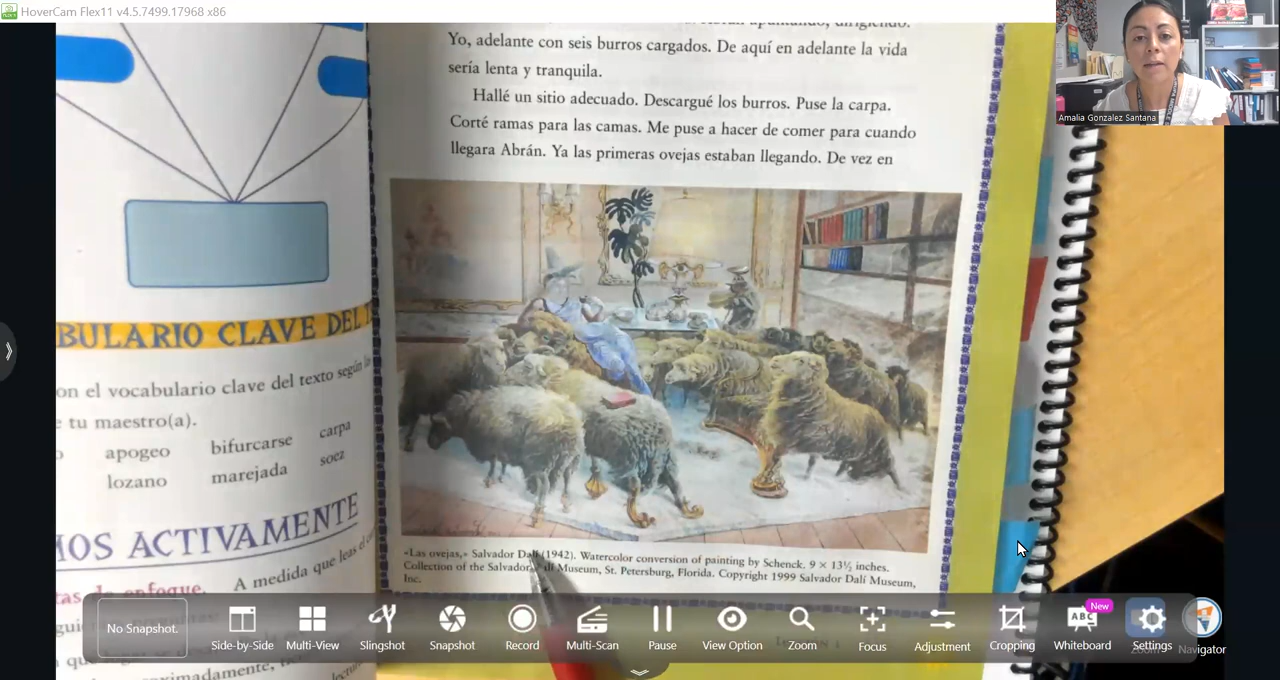 HoverCam Flex11 v4.5.7499.17968 x86
Amalia Gonzalez Santana
Yo, adelante con seis burros cargados. De aquí en adelante la vida
sería lenta y tranquila.
Hallé un sitio adecuado. Descargué los burros. Puse la carpa.
Corté ramas para las camas. Me puse a hacer de comer para cuando
llegara Abrán. Ya las primeras ovejas estaban llegando. De vez en
«Las ovejas,» Salvador Dalí (1942). Watercolor conversion of painting by Schenck. 9 × 13½ inches.
Collection of the Salvador Museum, St. Petersburg, Florida. Copyright 1999 Salvador Dalí Museum,
Inc.
BULARIO CLAVE DEL
on el vocabulario clave del texto según
tu maestro(a).
apogeo bifurcarse carpa
lozano marejada soez
MOS ACTIVAMENTE
enfoque. A medida que leas
No Snapshot.
Side-by-Side
Multi-View
Slingshot
Snapshot
Record
Multi-Scan
Pause
View Option
Zoom
Focus
Adjustment
Cropping
ABC
New
Whiteboard
Settings
Navigator